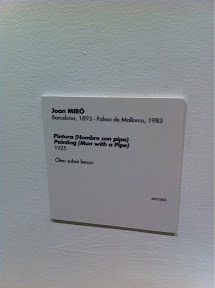 Joan MIRÓ
Barcelona, 1893 - Palma de Mallorca, 1983
Pintura (Hombre con pipa)
Painting (Man with a Pipe)
1925
Óleo sobre lienzo